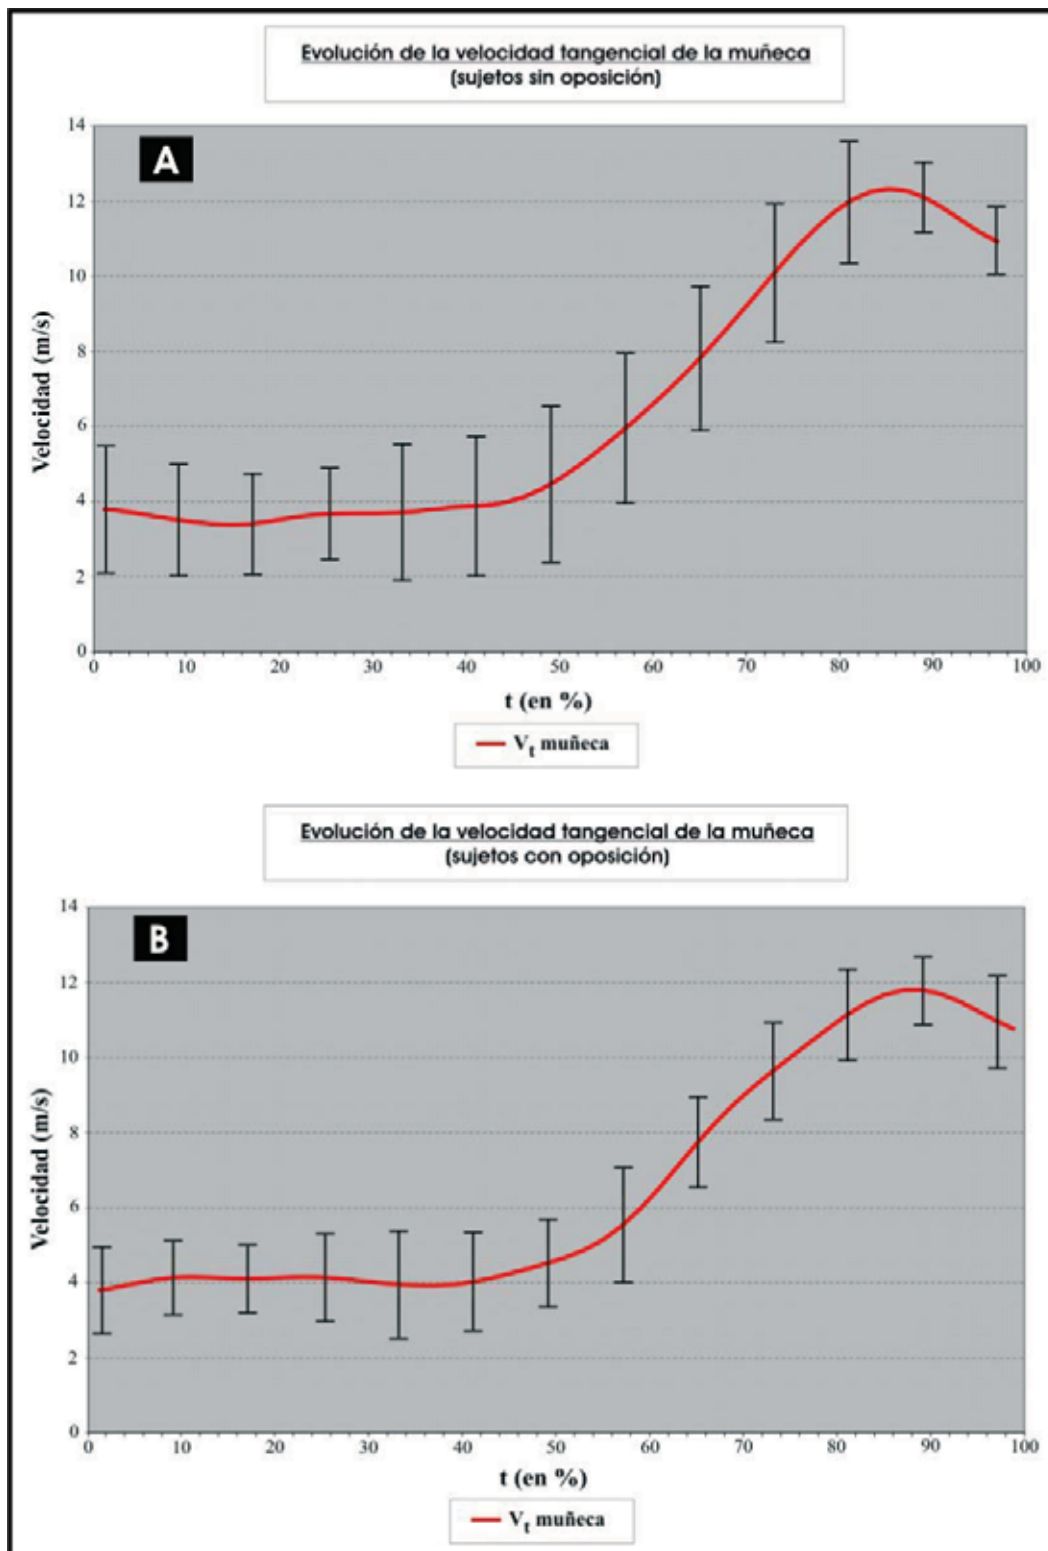 Evolución de la velocidad tangencial de la muñeca
(sujetos sin oposición)
A
14
12
10
8
6
4
2
0
Velocidad (m/s)
0 10 20 30 40 50 60 70 80 90 100
t (en %)
Vt muñeca
Evolución de la velocidad tangencial de la muñeca
(sujetos con oposición)
B
14
12
10
8
6
4
2
0
Velocidad (m/s)
0 10 20 30 40 50 60 70 80 90 100
t (en %)
Vt muñeca